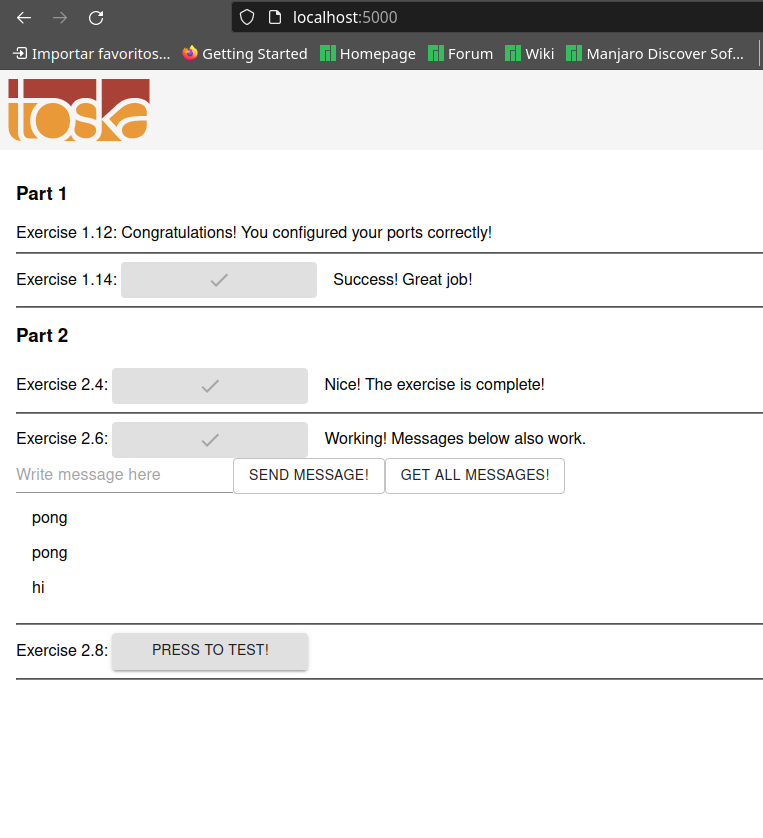 localhost:5000
Importar favoritos... Getting Started Homepage Forum Wiki Manjaro Discover Sof...
toska
Part 1
Exercise 1.12: Congratulations! You configured your ports correctly!
Exercise 1.14: Success! Great job!
Part 2
Exercise 2.4: Nice! The exercise is complete!
Exercise 2.6: Working! Messages below also work.
Write message here SEND MESSAGE! GET ALL MESSAGES!
pong
pong
hi
Exercise 2.8: PRESS TO TEST!